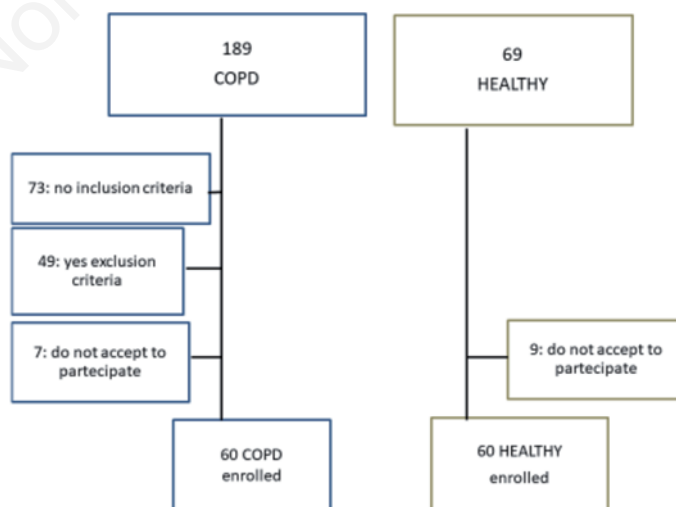 189
COPD
69
HEALTHY
73: no inclusion criteria
49: yes exclusion
criteria
7: do not accept to
partecipate
9: do not accept to
partecipate
60 COPD
enrolled
60 HEALTHY
enrolled